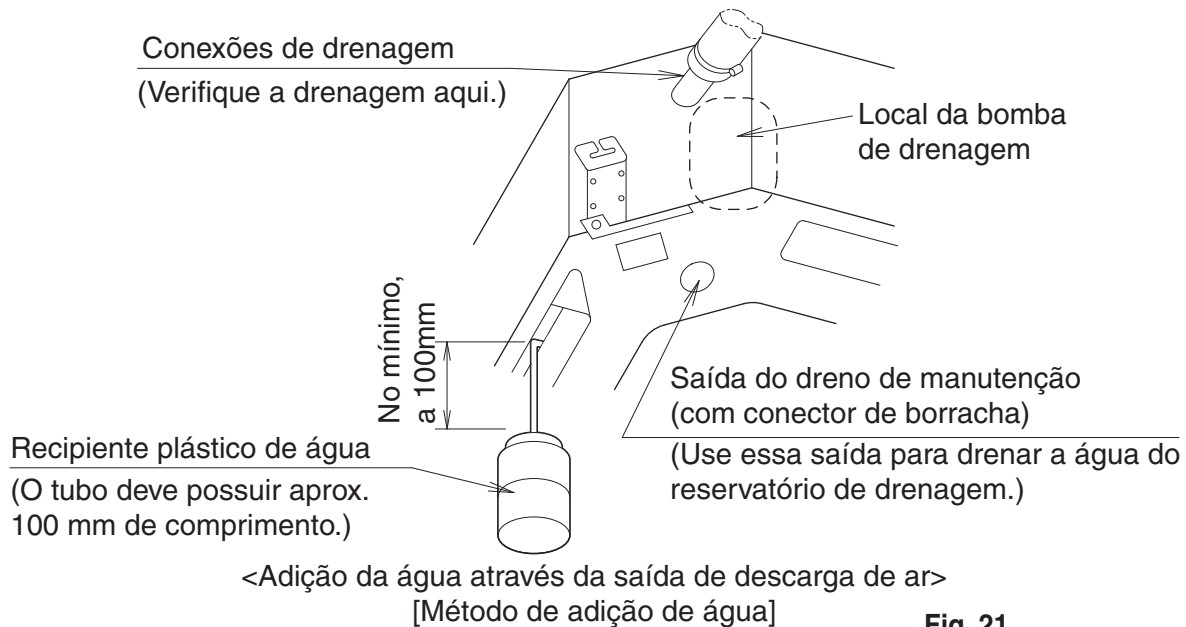 Conexões de drenagem
(Verifique a drenagem aqui.)
Local da bomba
de drenagem
No mínimo,
a 100mm
Saída do dreno de manutenção
(com conector de borracha)
(Use essa saída para drenar a água do
reservatório de drenagem.)
Recipiente plástico de água
(O tubo deve possuir aprox.
100 mm de comprimento.)
<Adição da água através da saída de descarga de ar>
[Método de adição de água]
Fig. 21